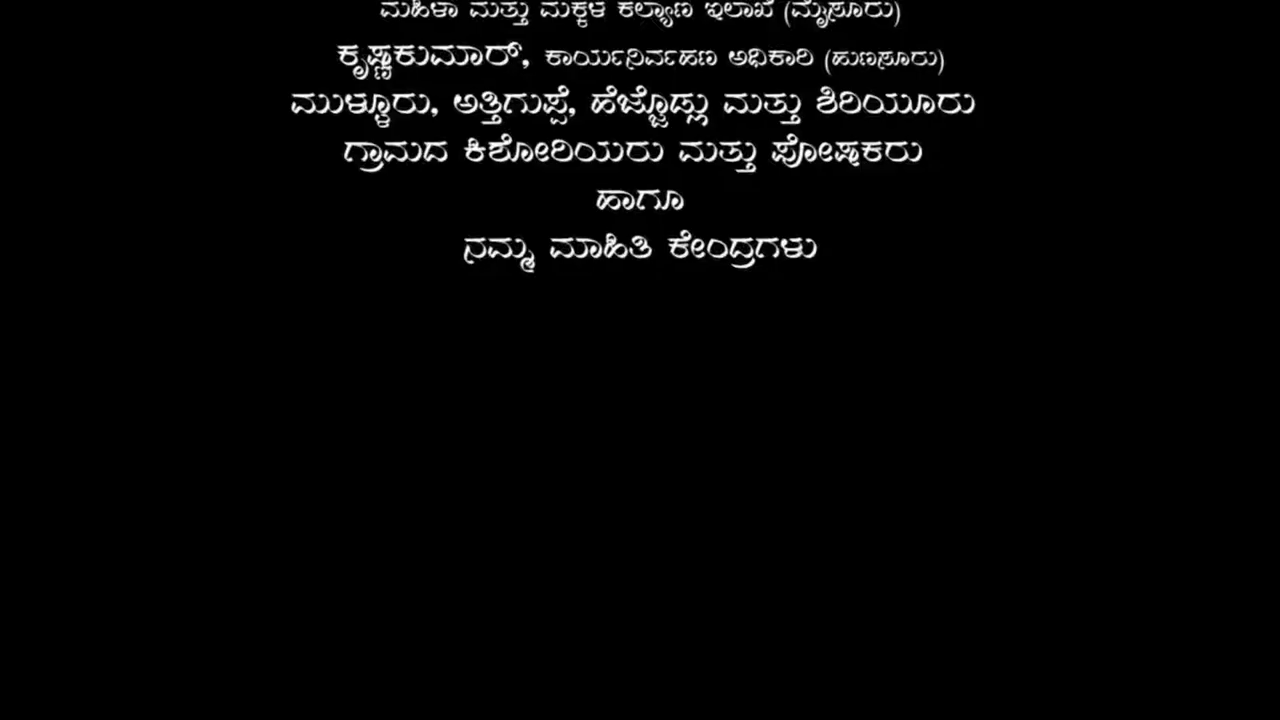 ಮಹಿಳಾ ಮತ್ತು ಮಕ್ಕಳ ಕಲ್ಯಾಣ ಇಲಾಖೆ (ಮೈಸೂರು)
ಕೃಷ್ಣಕುಮಾರ್, ಕಾರ್ಯನಿರ್ವಹಣ ಅಧಿಕಾರಿ (ಹುಣಸೂರು)
ಮುಳ್ಳೂರು, ಅತ್ತಿಗುಪ್ಪೆ, ಹೆಜ್ಜೊಡ್ಲು ಮತ್ತು ಶಿರಿಯೂರು
ಗ್ರಾಮದ ಕಿಶೋರಿಯರು ಮತ್ತು ಪೋಷಕರು
ಹಾಗೂ
ನಮ್ಮ ಮಾಹಿತಿ ಕೇಂದ್ರಗಳು